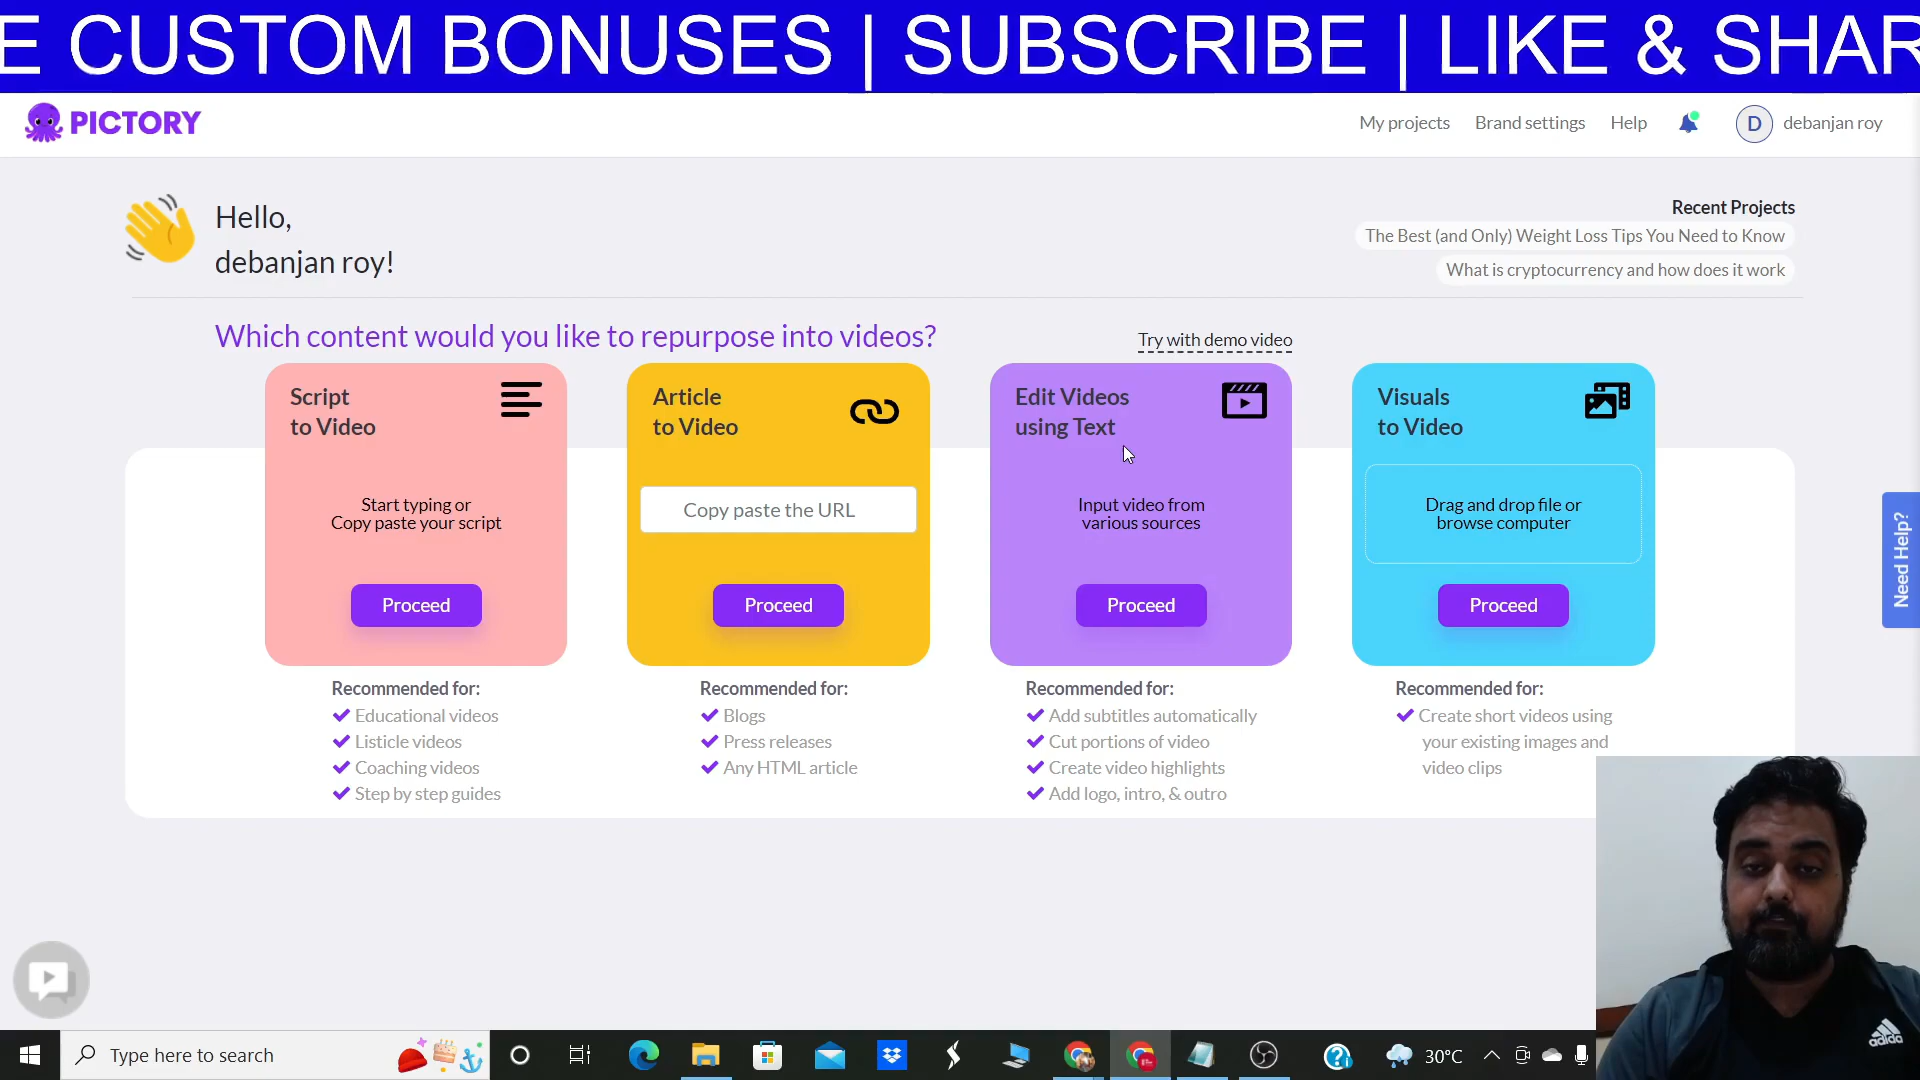 E CUSTOM BONUSES | SUBSCRIBE | LIKE & SHAR
PICTORY
My projects
Brand settings
Help
D
debanjan roy
Hello,
debanjan roy!
Recent Projects
The Best (and Only) Weight Loss Tips You Need to Know
What is cryptocurrency and how does it work
Which content would you like to repurpose into videos?
Try with demo video
Script
to Video
Start typing or
Copy paste your script
Proceed
Recommended for:
Educational videos
Listicle videos
Coaching videos
Step by step guides
Article
to Video
Copy paste the URL
Proceed
Recommended for:
Blogs
Press releases
Any HTML article
Edit Videos
using Text
Input video from
various sources
Proceed
Recommended for:
Add subtitles automatically
Cut portions of video
Create video highlights
Add logo, intro, & outro
Visuals
to Video
Drag and drop file or
browse computer
Proceed
Recommended for:
Create short videos using
your existing images and
video clips
Need Help?
adidas
Type here to search
30°C